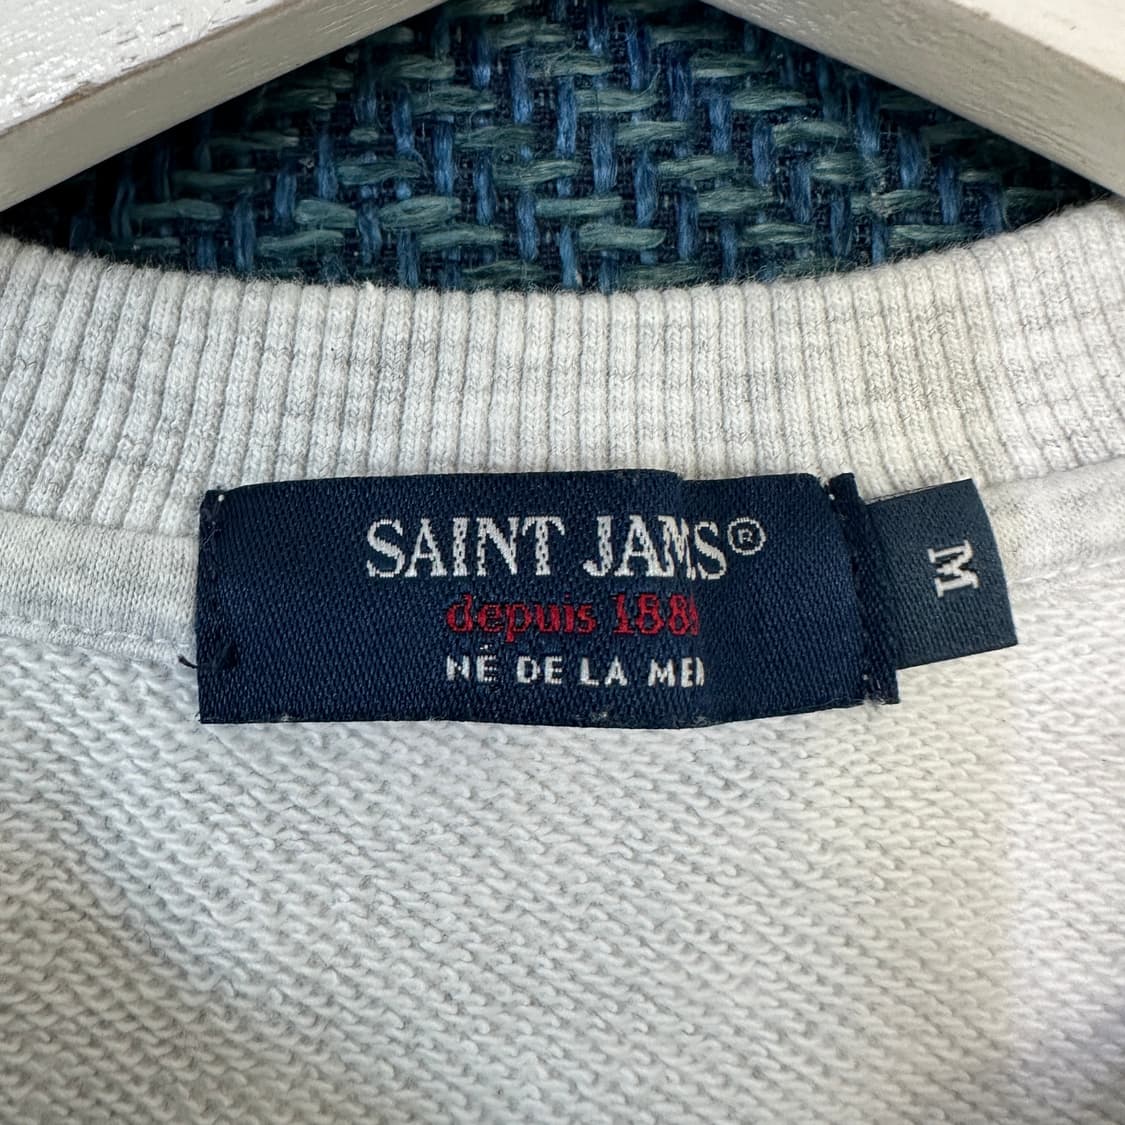 SAINT JAMS®
depuis 188
NÉ DE LA ME
M